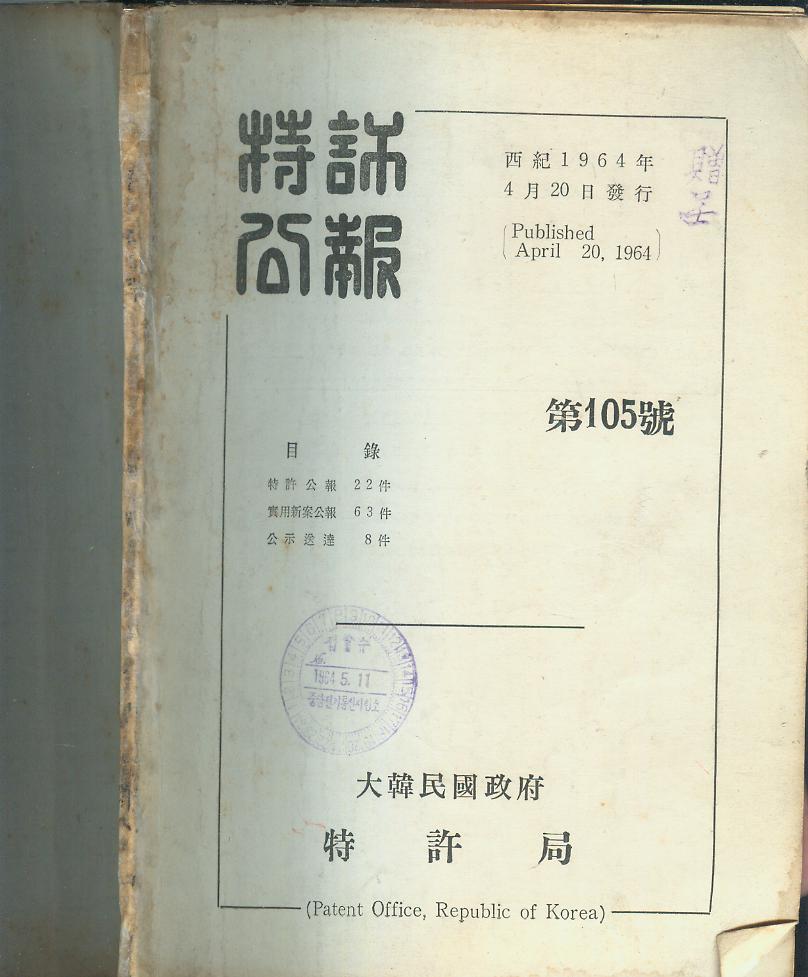 特許
公報
西紀1964年
4月20日發行
(Published
April 20, 1964)
贈
第105號
目錄
特許公報 22件
實用新案公報 63件
公示送達 8件
1964 5. 11
大韓民國政府
特許局
(Patent Office, Republic of Korea)